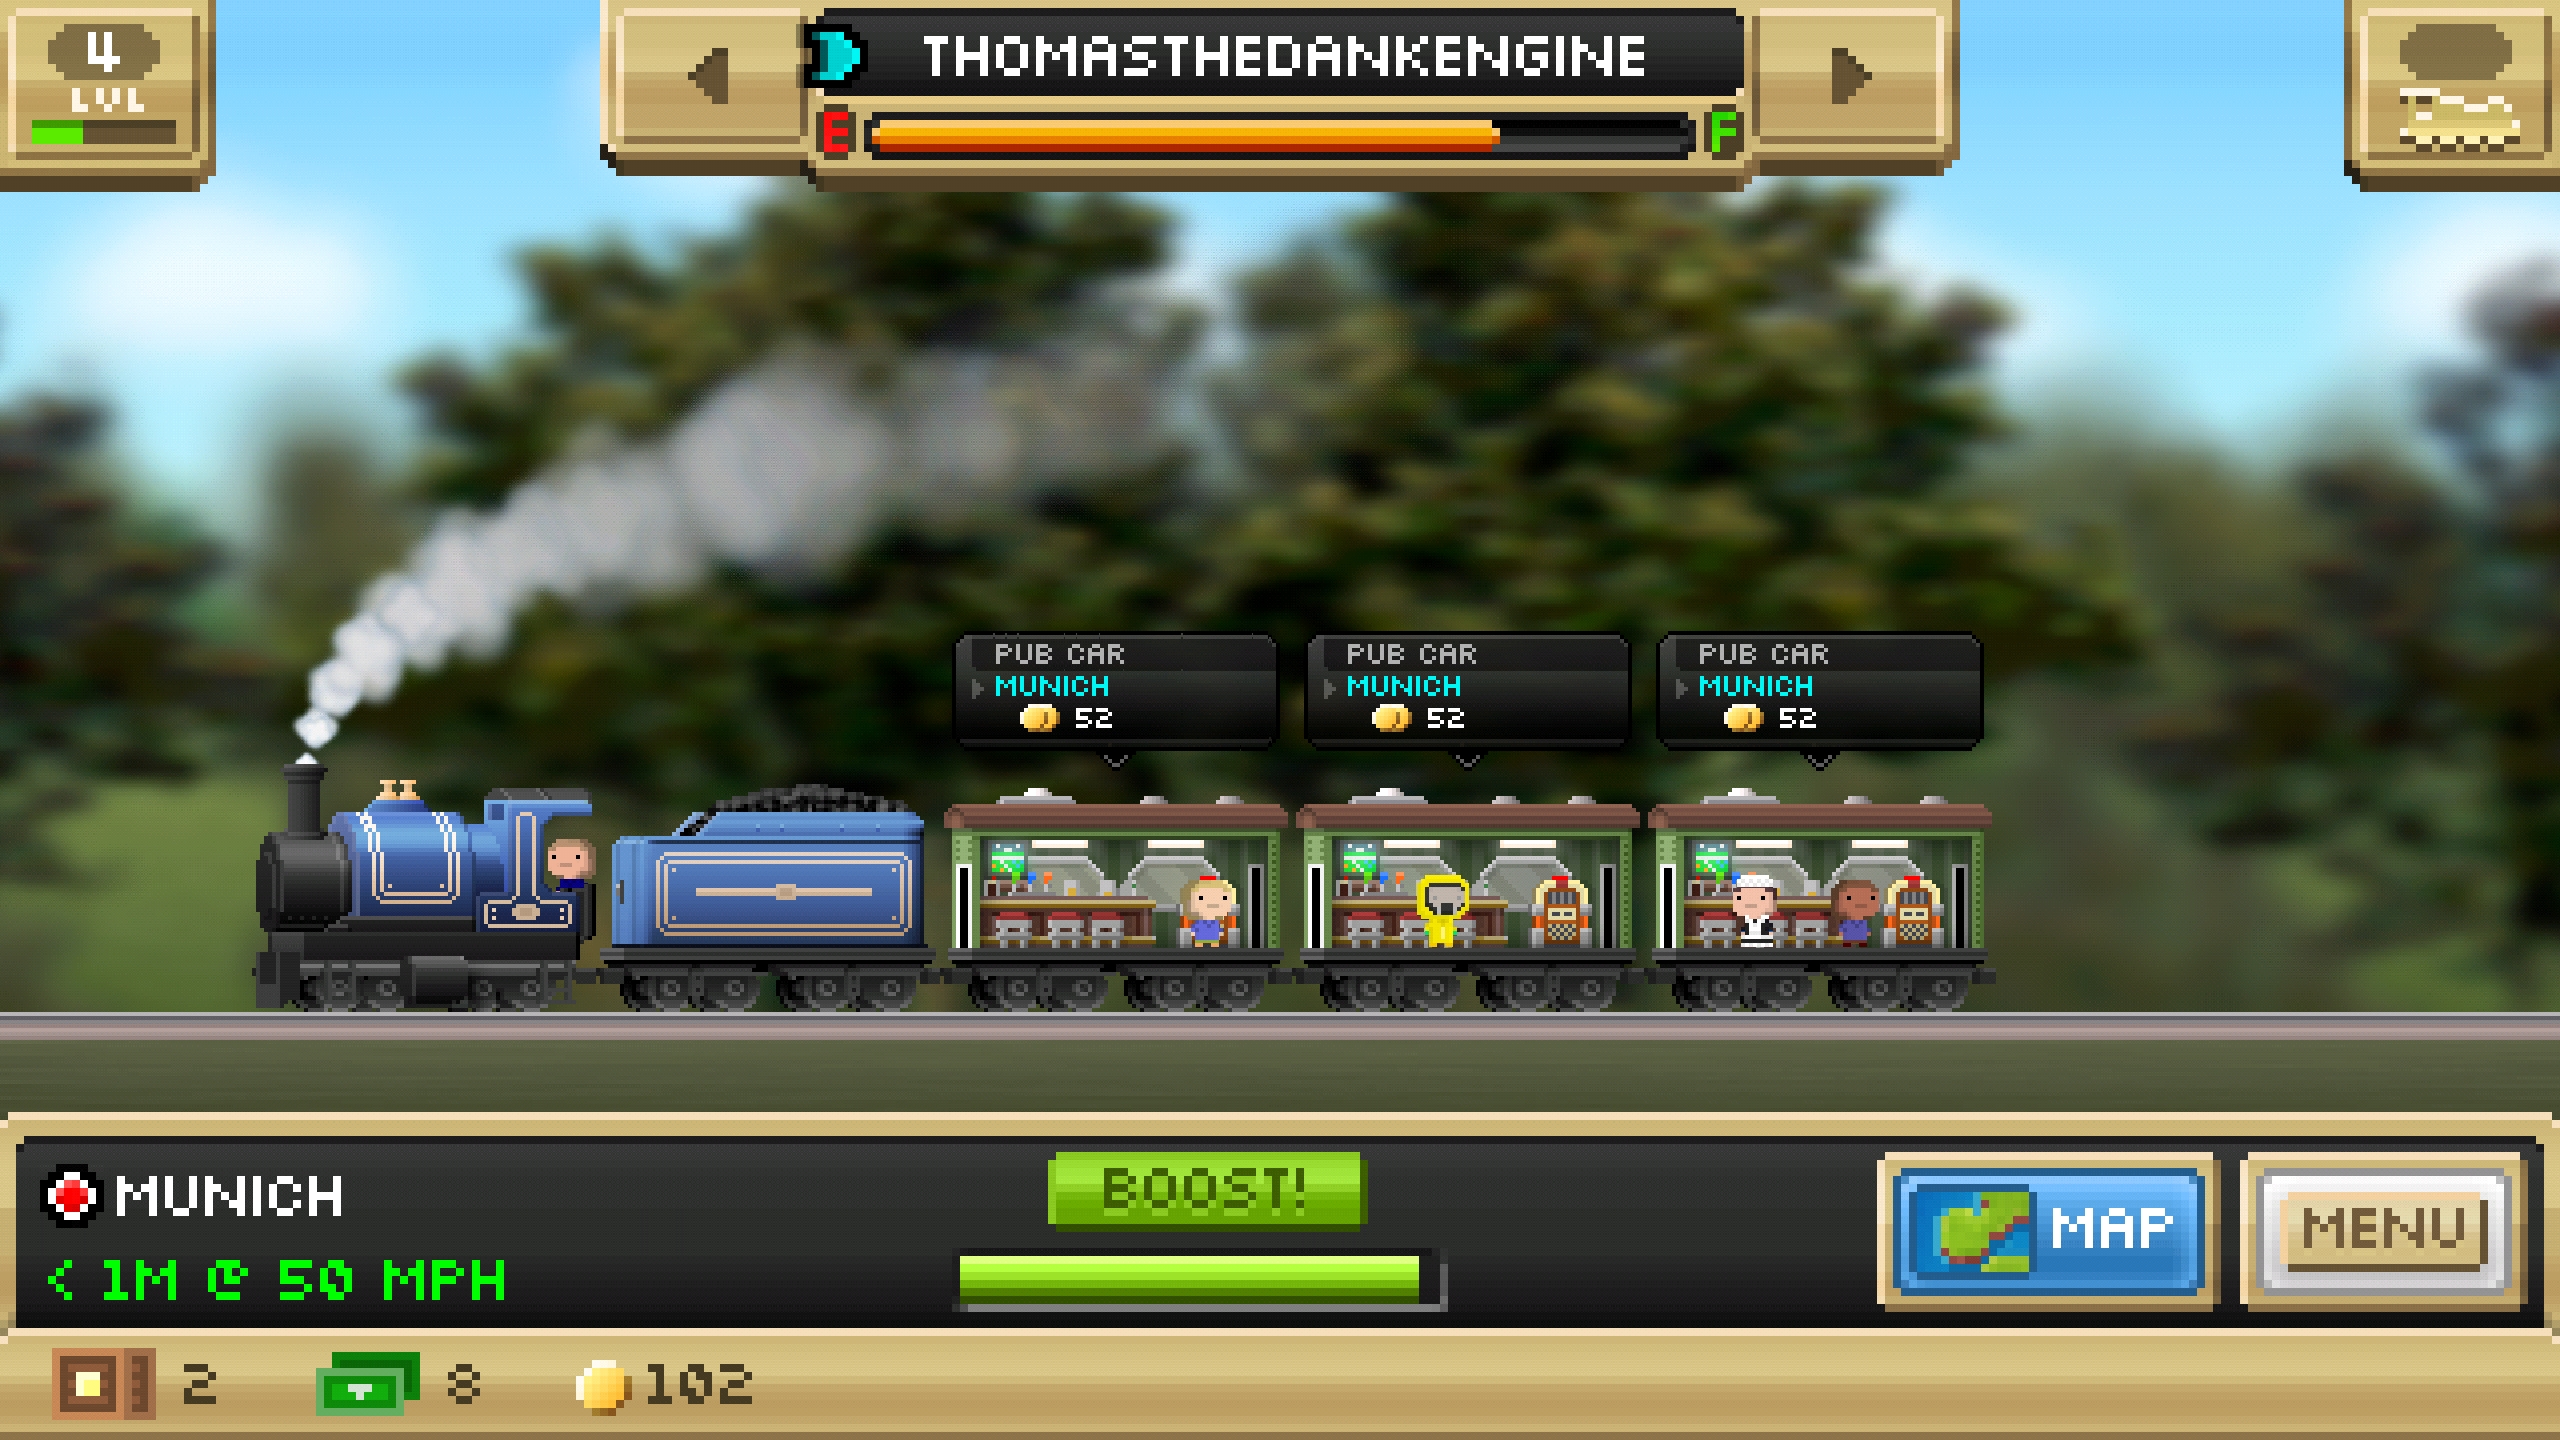 4
LVL
THOMASTHEDANKENGINE
E F
PUB CAR
MUNICH
52
PUB CAR
MUNICH
52
PUB CAR
MUNICH
52
MUNICH
< 1M @ 50 MPH
BOOST!
MAP
MENU
2 8 102